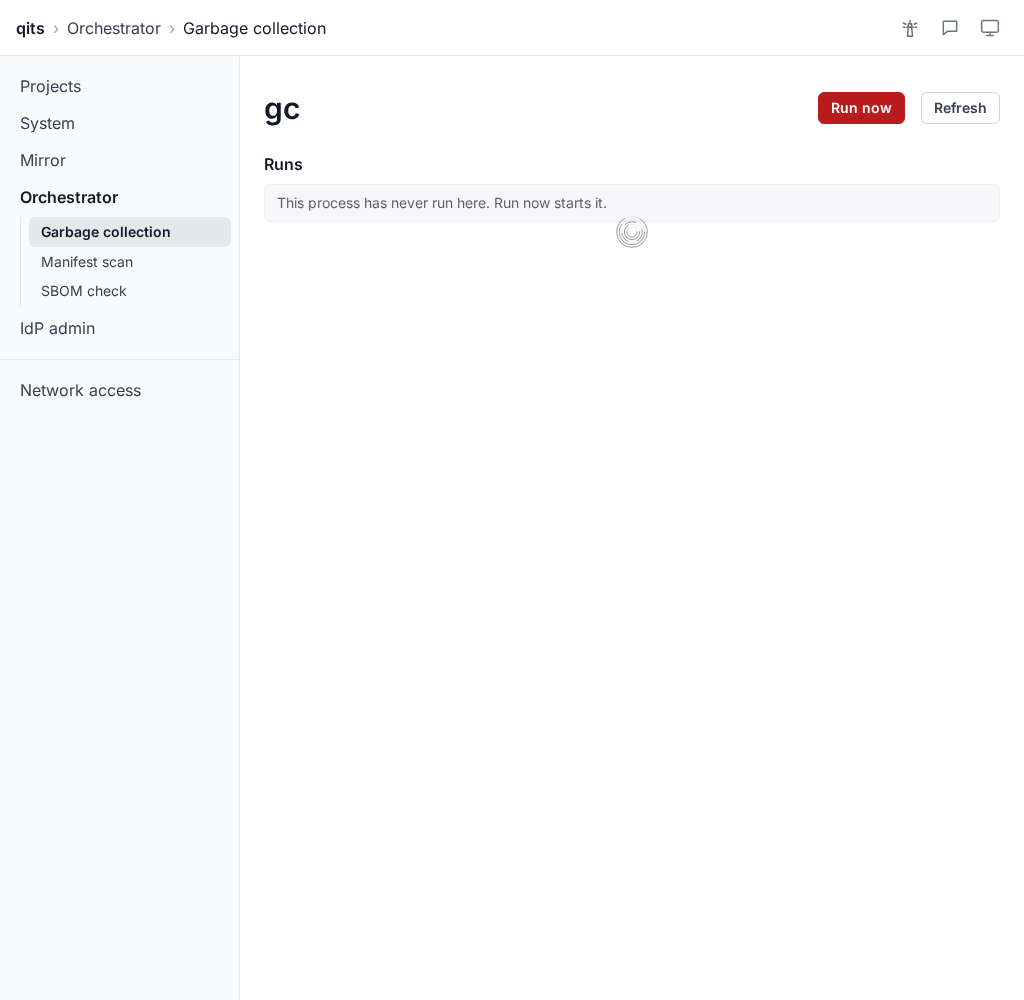 qits › Orchestrator › Garbage collection
Projects
System
Mirror
Orchestrator
Garbage collection
Manifest scan
SBOM check
IdP admin
Network access
gc
Run now
Refresh
Runs
This process has never run here. Run now starts it.